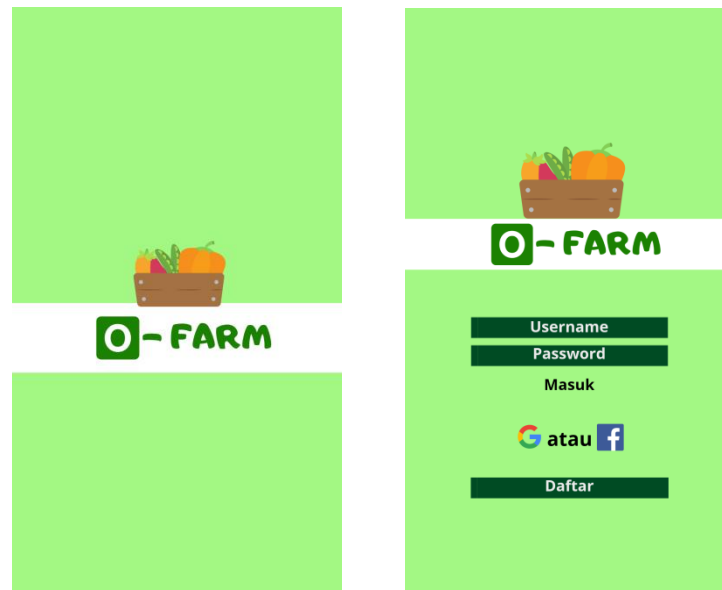 O - FARM
O - FARM
Username
Password
Masuk
G atau f
Daftar